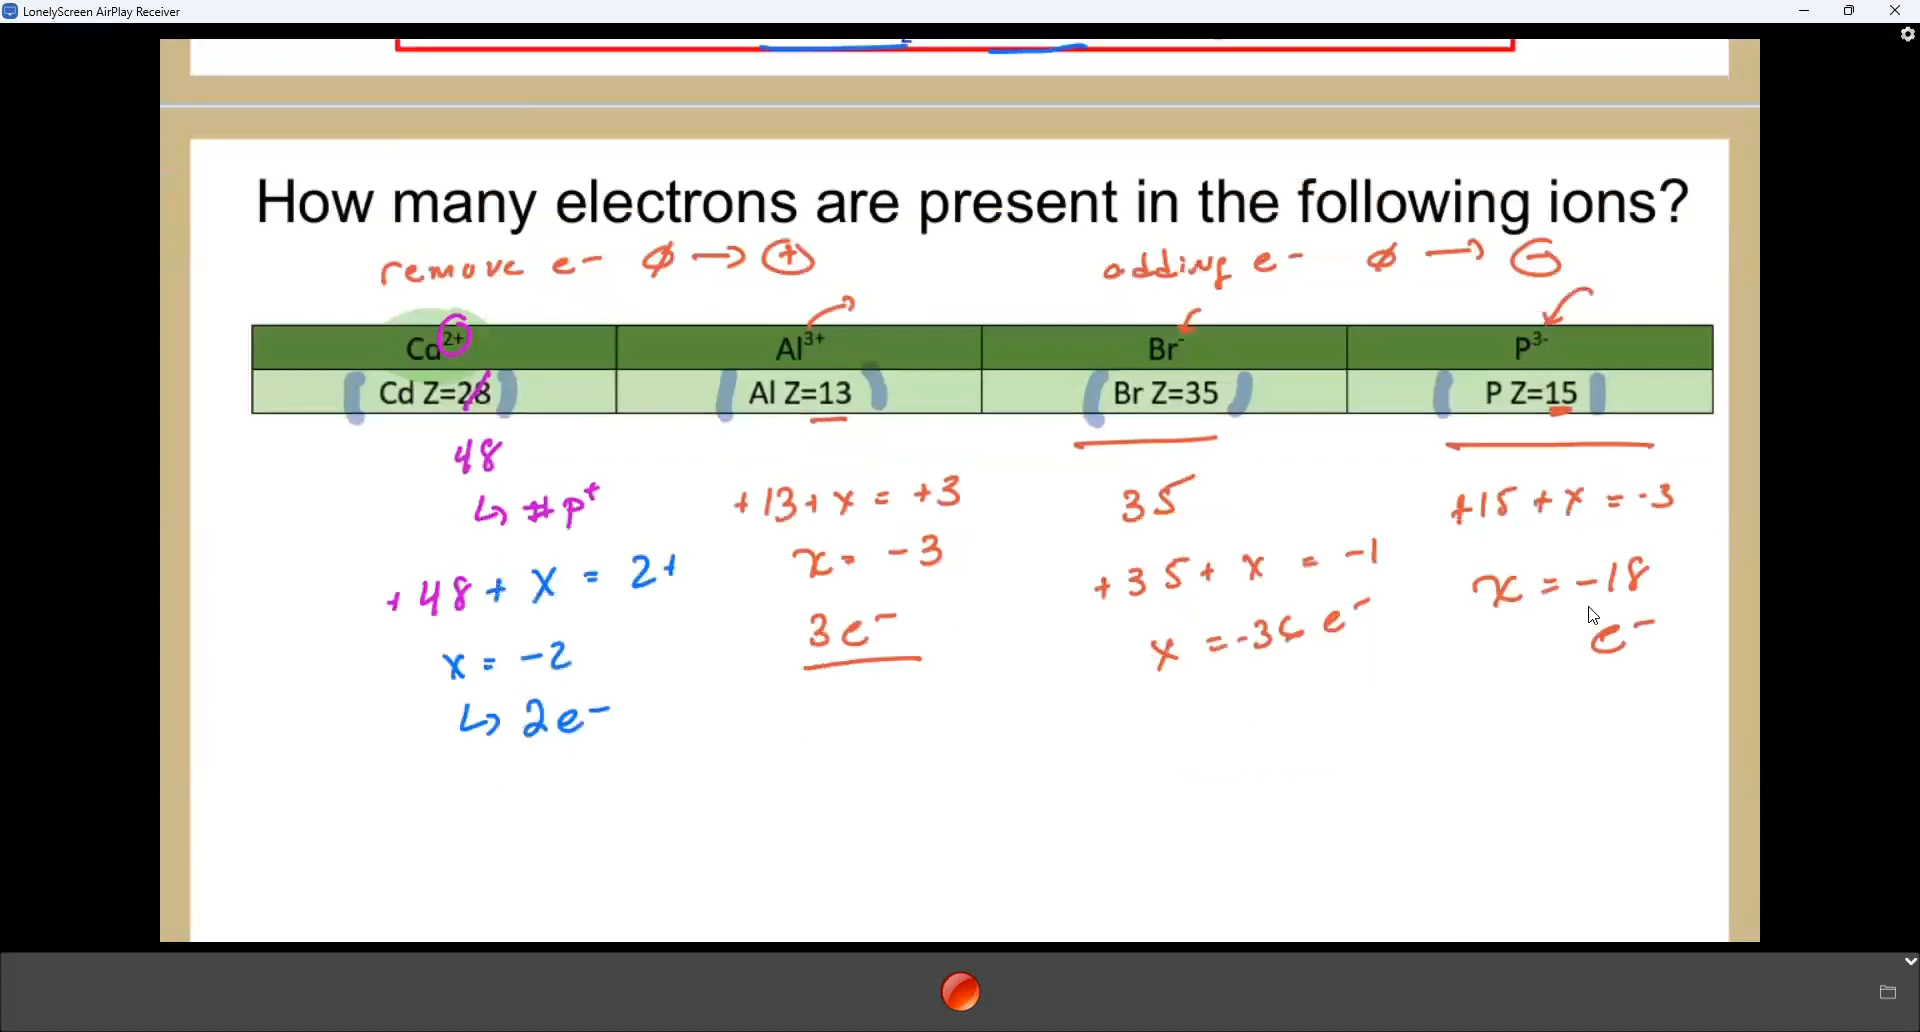 LonelyScreen AirPlay Receiver
How many electrons are present in the following ions?
remove e- ∅ → +
adding e- ∅ → -
Cd2+ Al3+ Br- P3-
Cd Z=28 Al Z=13 Br Z=35 P Z=15
48
↳ #p+
+48 + x = 2+
x = -2
↳ 2e-
+13 + x = +3
x = -3
3e-
35
+35 + x = -1
x = -36 e-
+15 + x = -3
x = -18
e-